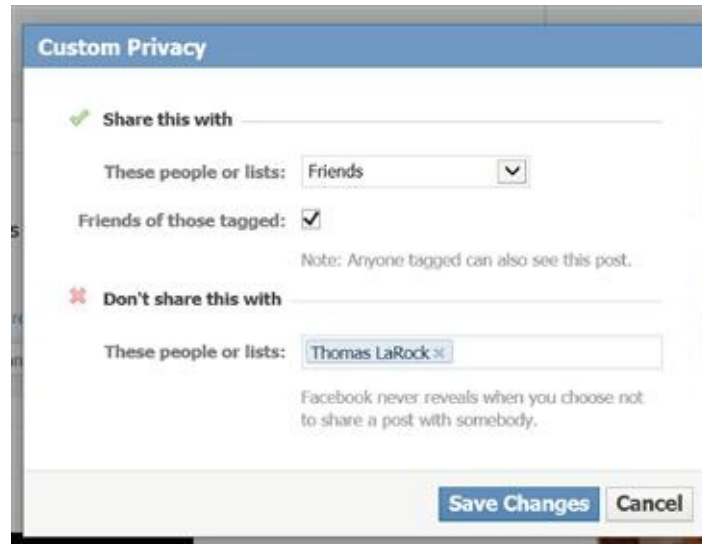 Custom Privacy
Share this with
These people or lists: Friends
Friends of those tagged:
Note: Anyone tagged can also see this post.
Don't share this with
These people or lists: Thomas LaRock
Facebook never reveals when you choose not
to share a post with somebody.
Save Changes Cancel